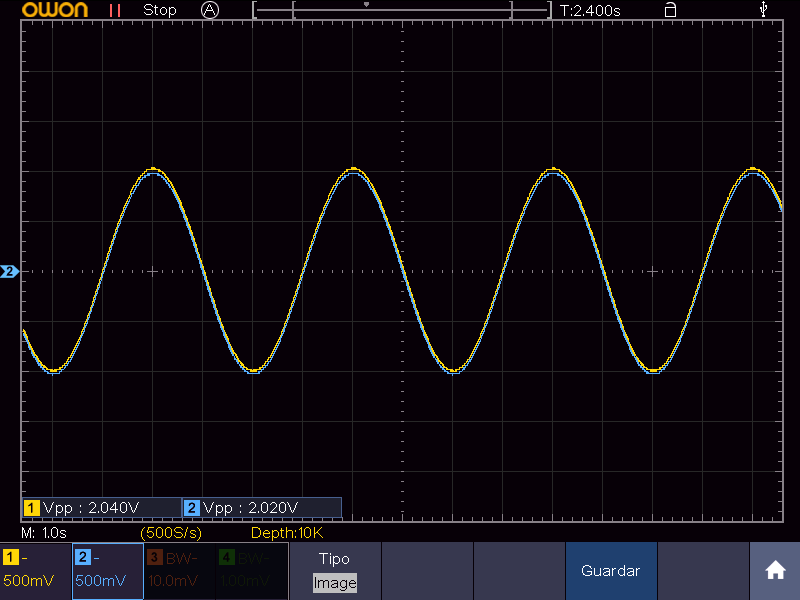 OWON Stop A T:2.400s
2
1 Vpp : 2.040V 2 Vpp : 2.020V
M: 1.0s (500S/s) Depth:10K
1 - 2 - 3 BW- 4 BW- Tipo
500mV 500mV 10.0mV 1.00mV Image Guardar